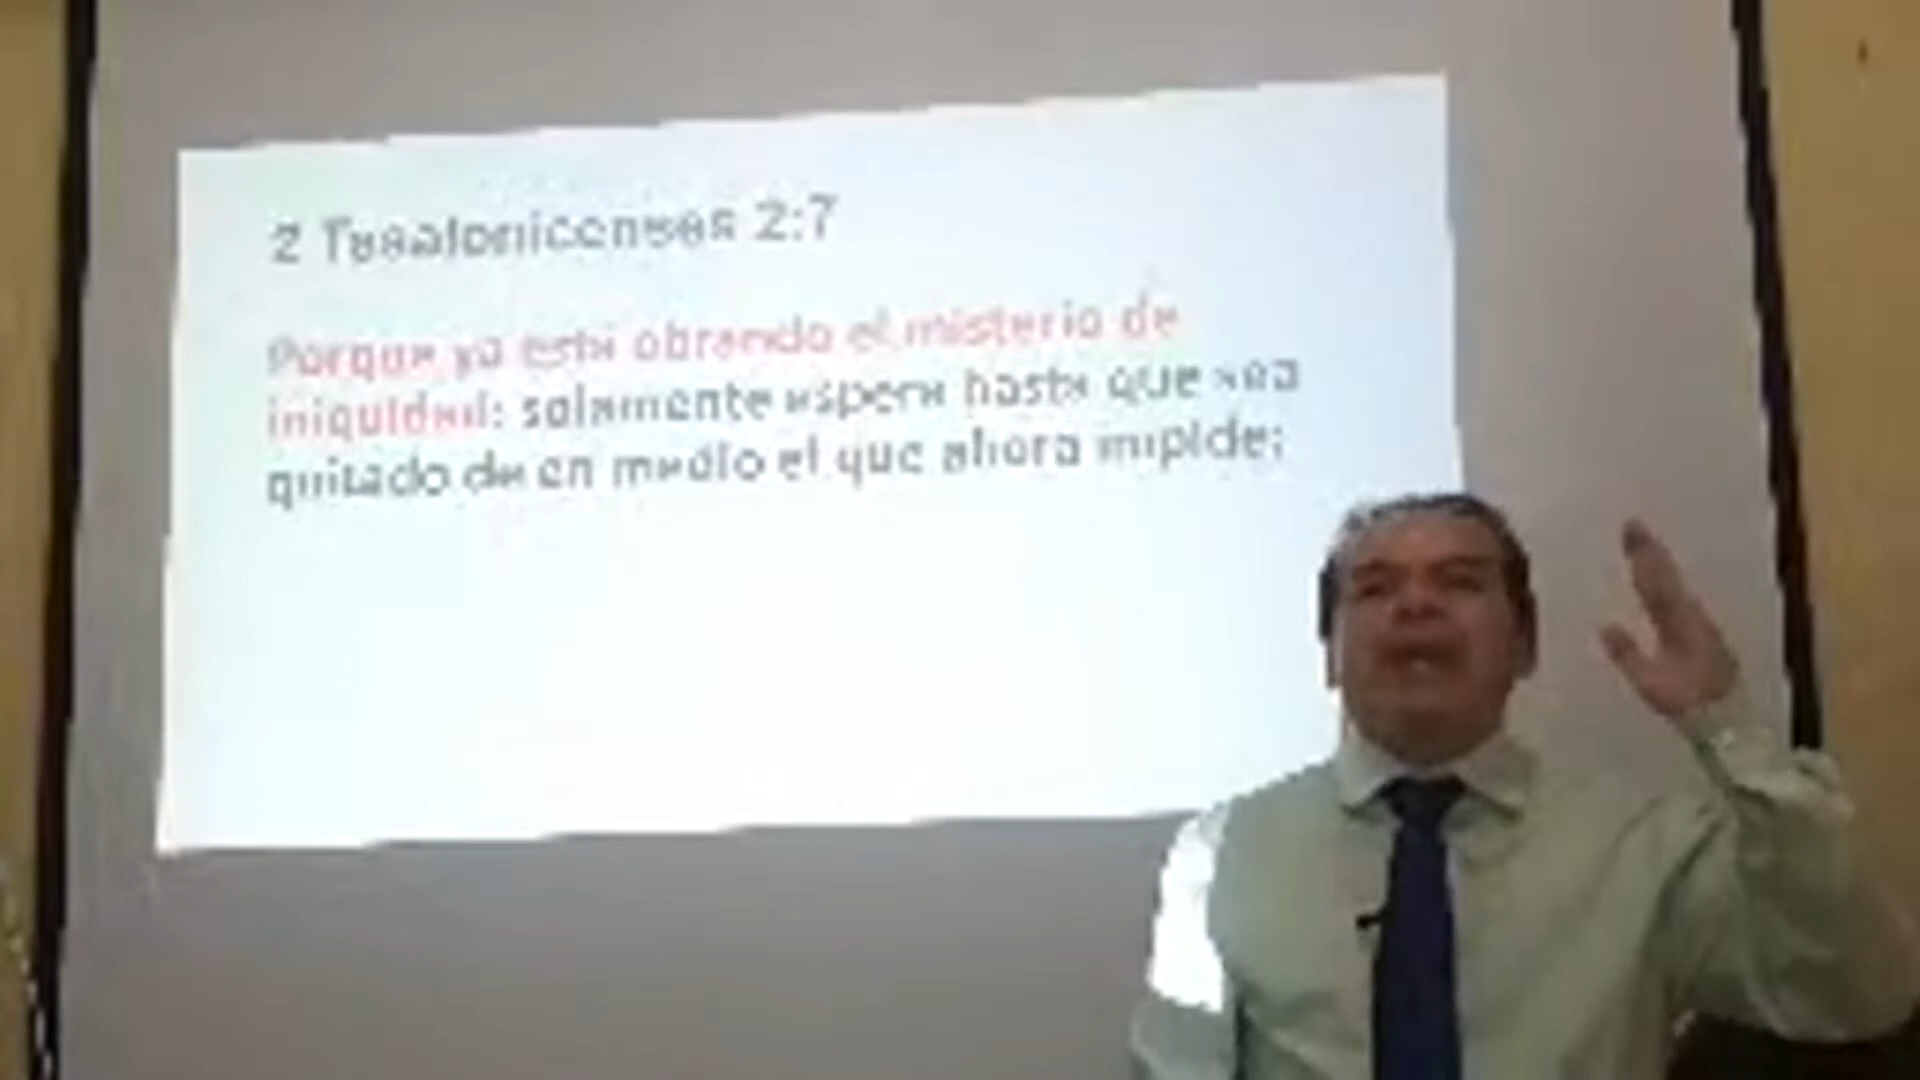 2 Tesalonicenses 2:7
Porque ya está obrando el misterio de
iniquidad: solamente espera hasta que sea
quitado de en medio el que ahora impide;